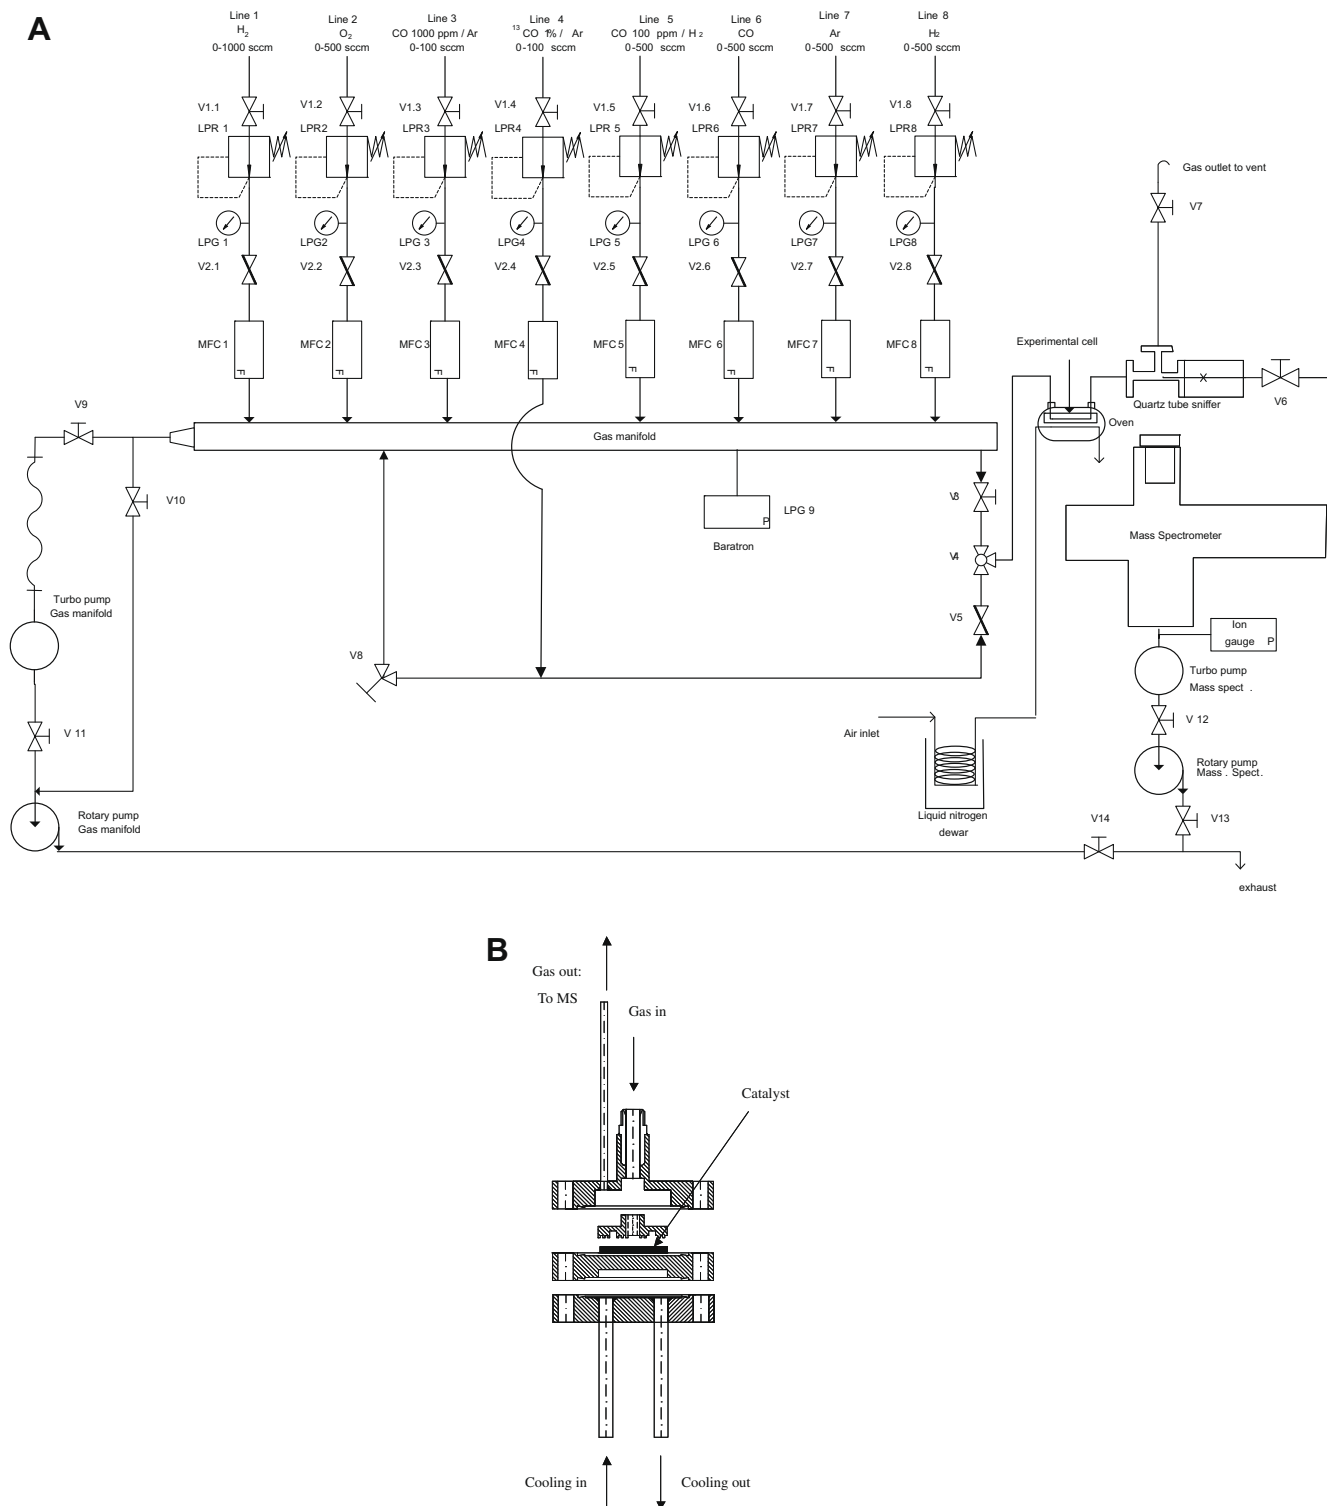 A
Line 1
H2
0-1000 sccm
Line 2
O2
0-500 sccm
Line 3
CO 1000 ppm / Ar
0-100 sccm
Line 4
13 CO 1% / Ar
0-100 sccm
Line 5
CO 100 ppm / H2
0-500 sccm
Line 6
CO
0-500 sccm
Line 7
Ar
0-500 sccm
Line 8
H2
0-500 sccm
V1.1
V1.2
V1.3
V1.4
V1.5
V1.6
V1.7
V1.8
LPR 1
LPR2
LPR3
LPR4
LPR 5
LPR6
LPR7
LPR8
Gas outlet to vent
V7
LPG 1
LPG2
LPG 3
LPG4
LPG 5
LPG 6
LPG7
LPG8
V2.1
V2.2
V2.3
V2.4
V2.5
V2.6
V2.7
V2.8
MFC 1
MFC 2
MFC 3
MFC 4
MFC 5
MFC 6
MFC 7
MFC 8
F
F
F
F
F
F
F
F
Experimental cell
Quartz tube sniffer
V6
V9
Oven
Gas manifold
V10
LPG 9
P
Baratron
V3
V4
V5
Mass Spectrometer
Turbo pump
Gas manifold
V8
Ion
gauge P
Turbo pump
Mass spect .
V 11
V 12
Air inlet
Rotary pump
Mass . Spect.
Rotary pump
Gas manifold
Liquid nitrogen
dewar
V14
V13
exhaust
B
Gas out:
To MS
Gas in
Catalyst
Cooling in
Cooling out